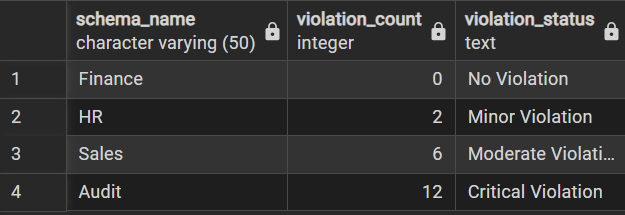 schema_name violation_count violation_status
character varying (50) integer text
1 Finance 0 No Violation
2 HR 2 Minor Violation
3 Sales 6 Moderate Violati...
4 Audit 12 Critical Violation